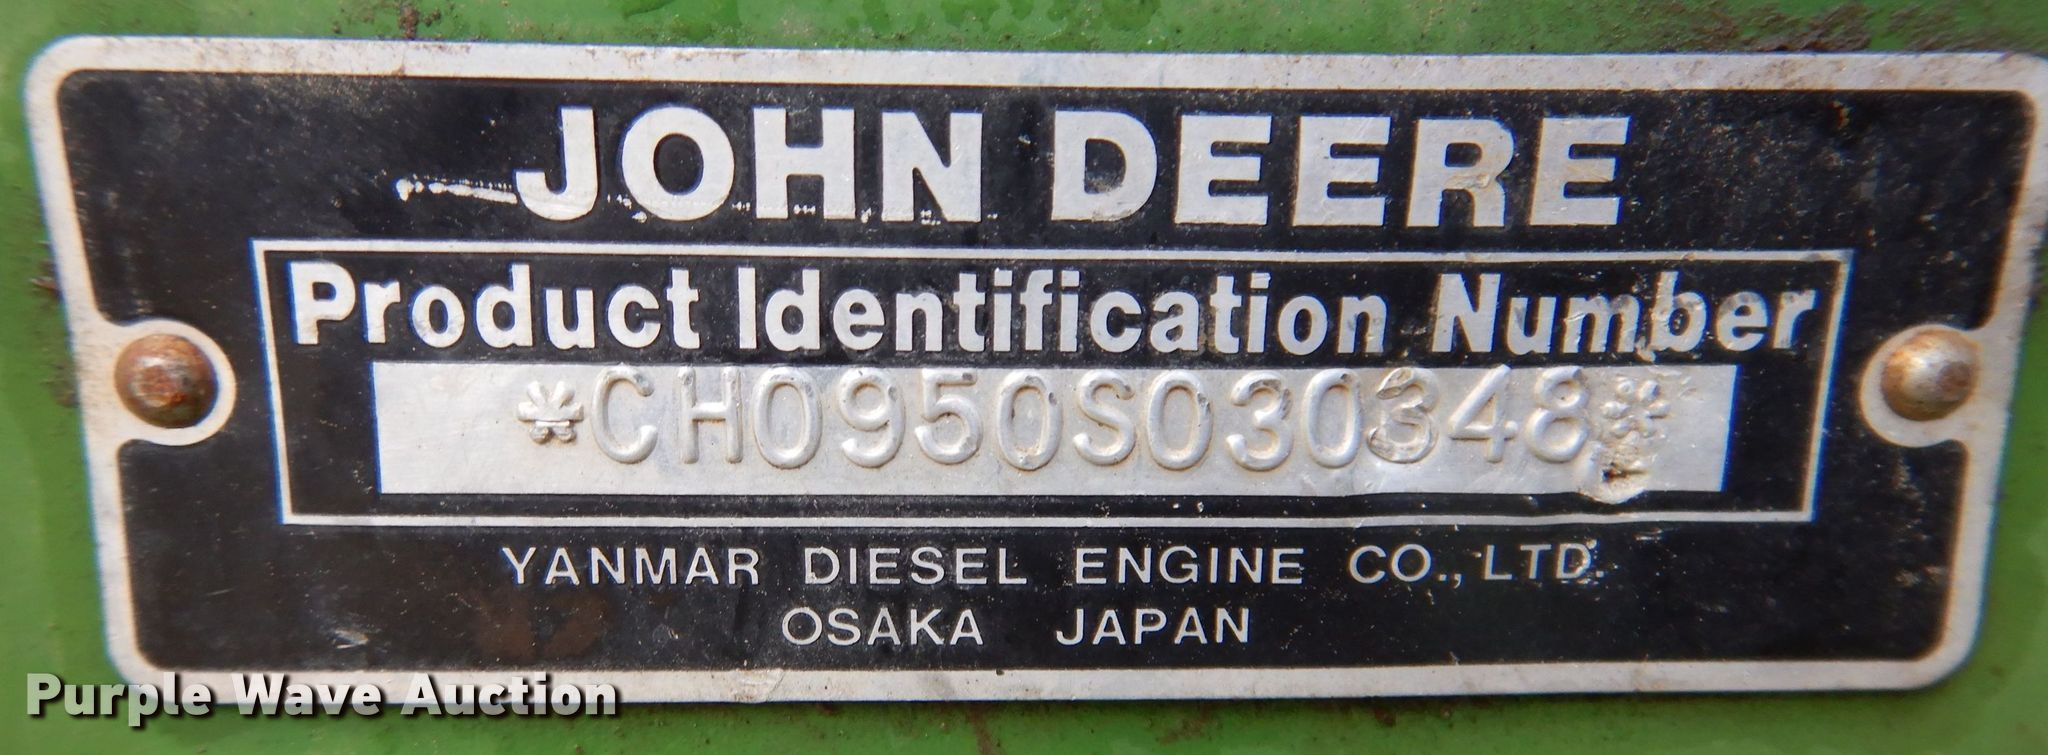 JOHN DEERE
Product Identification Number
*CH0950S030348*
YANMAR DIESEL ENGINE CO., LTD.
OSAKA JAPAN
Purple Wave Auction